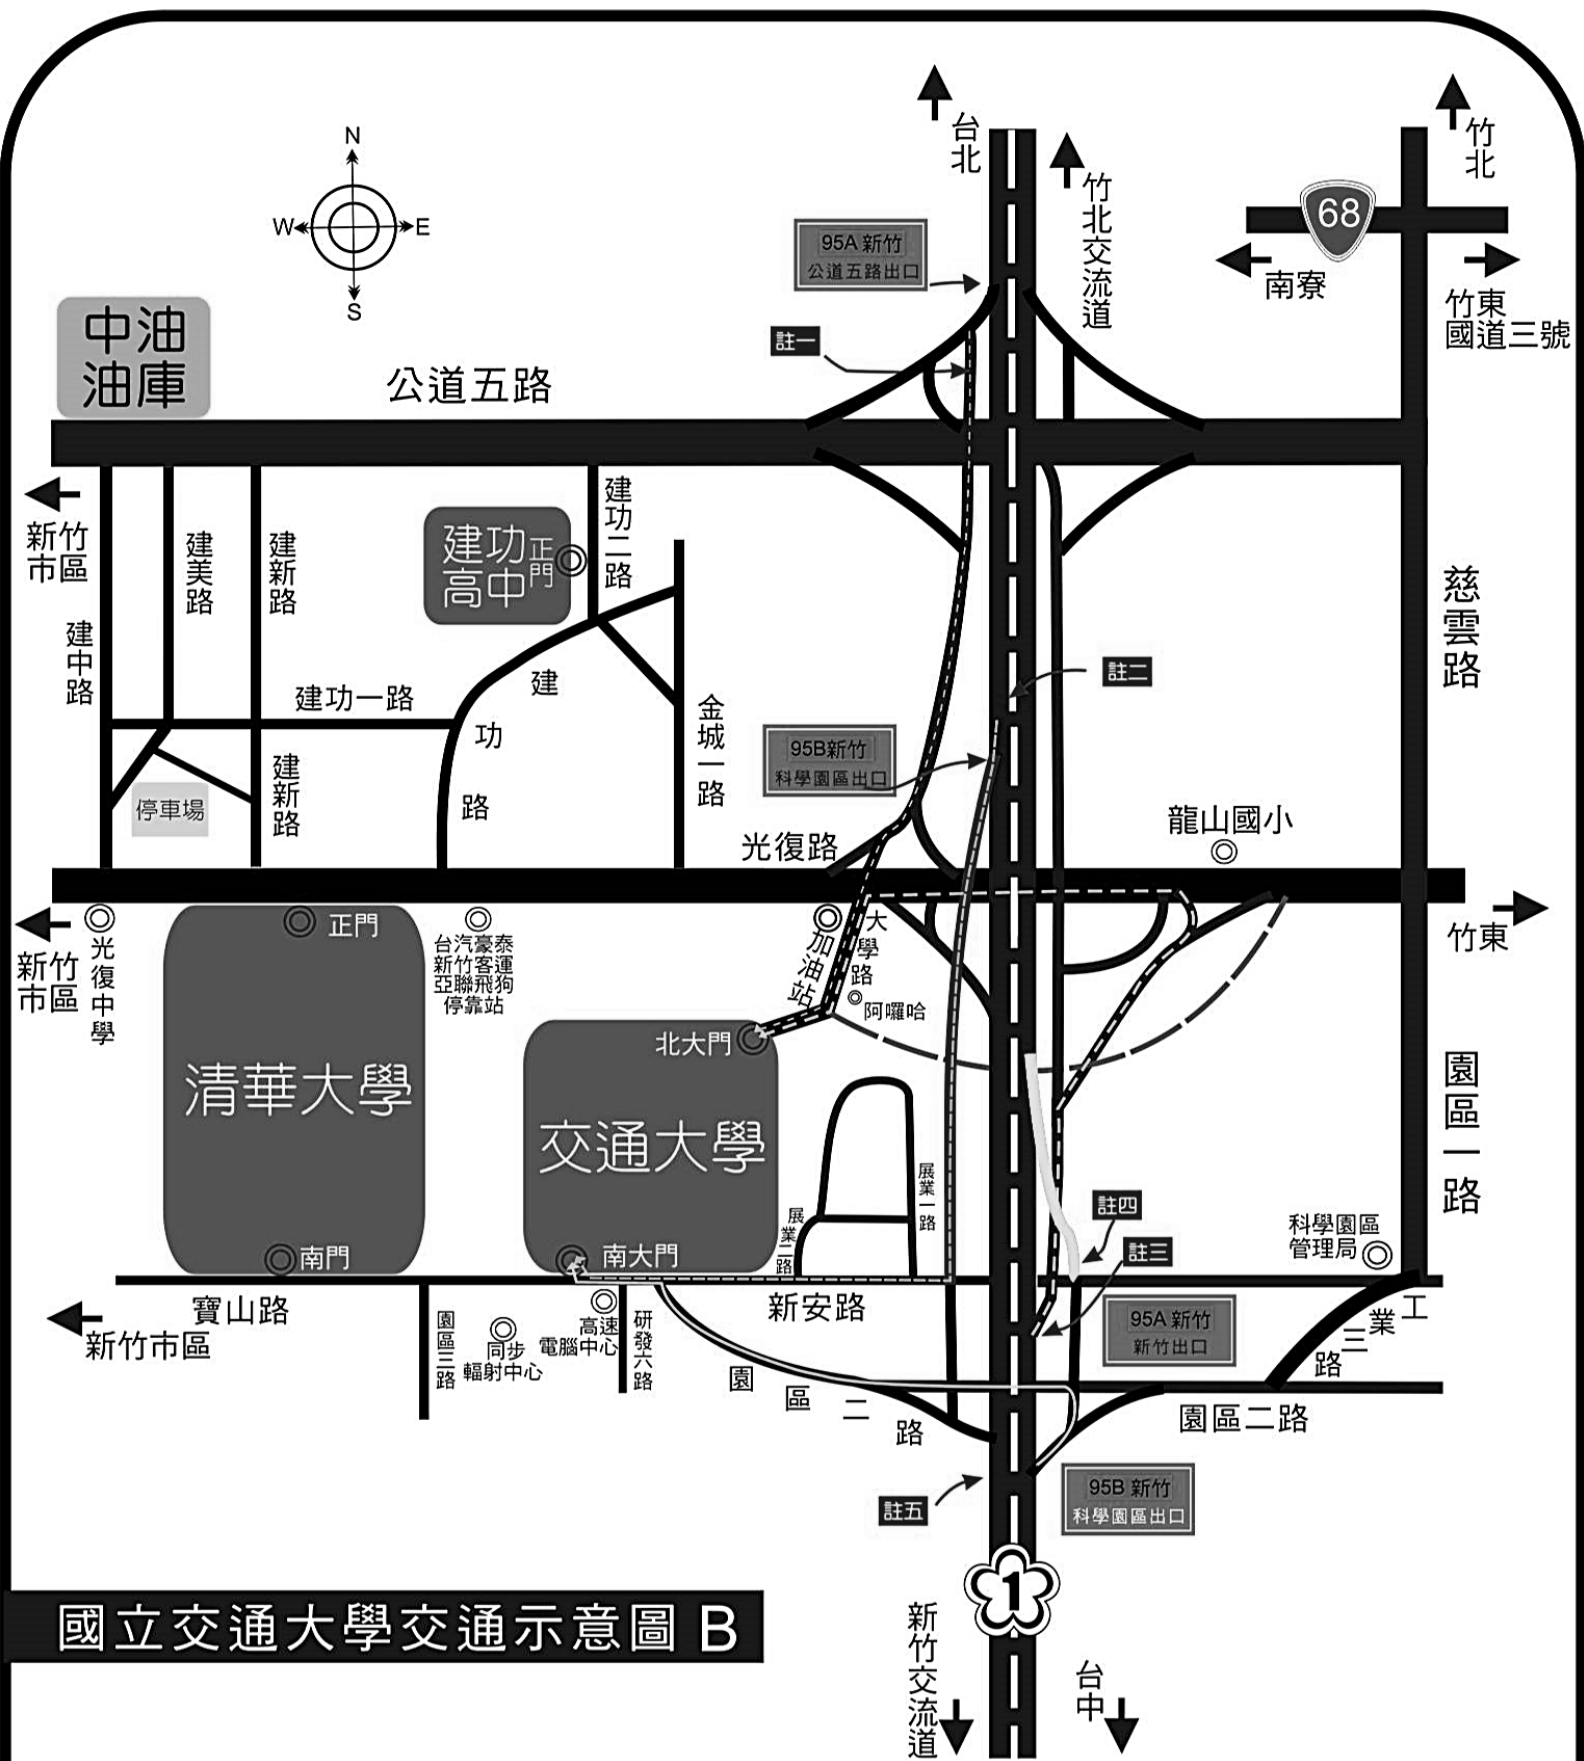 N
W
E
S
台北
竹北交流道
竹北
68
南寮
竹東
國道三號
95A 新竹
公道五路出口
註一
中油
油庫
公道五路
新竹
市區
建中路
建美路
建新路
建功
高中
正門
建功二路
建功一路
建功路
金城一路
建新路
停車場
註二
95B新竹
科學園區出口
慈雲路
光復路
龍山國小
新竹
市區
光復中學
正門
台汽豪泰
新竹客運
亞聯飛狗
停靠站
加油站
大學路
阿囉哈
竹東
清華大學
北大門
交通大學
園區一路
展業一路
展業二路
註四
註三
科學園區
管理局
南門
南大門
寶山路
新竹市區
園區三路
同步
輻射中心
高速
電腦中心
研發六路
新安路
95A 新竹
新竹出口
工業三路
園區二路
園區二路
註五
95B 新竹
科學園區出口
1
國立交通大學交通示意圖 B
新竹交流道
台中